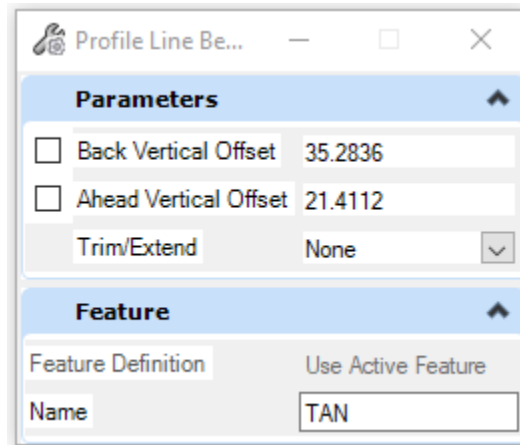 Profile Line Be...
Parameters
Back Vertical Offset 35.2836
Ahead Vertical Offset 21.4112
Trim/Extend None
Feature
Feature Definition Use Active Feature
Name TAN